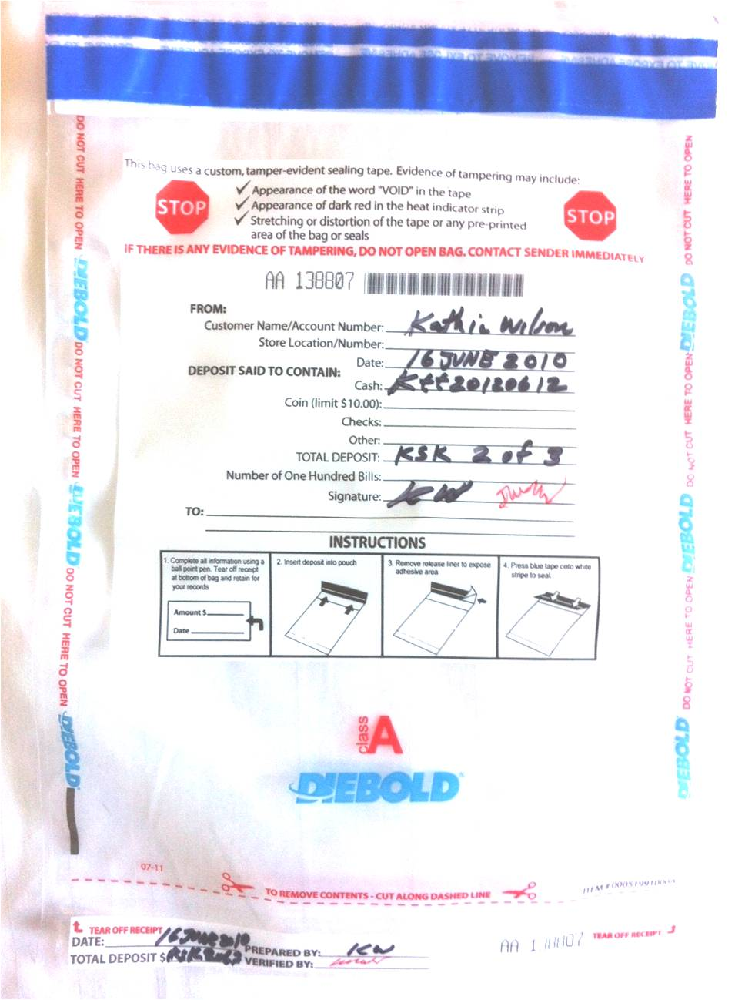 This bag uses a custom, tamper-evident sealing tape. Evidence of tampering may include:
STOP
✓ Appearance of the word "VOID" in the tape
✓ Appearance of dark red in the heat indicator strip
✓ Stretching or distortion of the tape or any pre-printed
area of the bag or seals
STOP
IF THERE IS ANY EVIDENCE OF TAMPERING, DO NOT OPEN BAG. CONTACT SENDER IMMEDIATELY
AA 138807
FROM:
Customer Name/Account Number: Kathin Wilson
Store Location/Number:
Date: 16 JUNE 2010
DEPOSIT SAID TO CONTAIN:
Cash: Ktt20120612
Coin (limit $10.00):
Checks:
Other:
TOTAL DEPOSIT: KSK 2 of 3
Number of One Hundred Bills:
Signature: KW
TO:
INSTRUCTIONS
1. Complete all information using a
ball point pen. Tear off receipt
at bottom of bag and retain for
your records
Amount $
Date
2. Insert deposit into pouch
3. Remove release liner to expose
adhesive area
4. Press blue tape onto white
stripe to seal
class A
DIEBOLD
07-11
TO REMOVE CONTENTS - CUT ALONG DASHED LINE
ITEM #
TEAR OFF RECEIPT
DATE: 16 JUNE 2010
TOTAL DEPOSIT $ KSK 2 of 3
PREPARED BY: KW
VERIFIED BY:
AA 138807
TEAR OFF RECEIPT
DO NOT CUT HERE TO OPEN
DIEBOLD
DO NOT CUT HERE TO OPEN
DIEBOLD
DO NOT CUT HERE TO OPEN
DIEBOLD
DO NOT CUT HERE TO OPEN
DIEBOLD
DO NOT CUT HERE TO OPEN
DIEBOLD
DO NOT CUT HERE TO OPEN
DIEBOLD